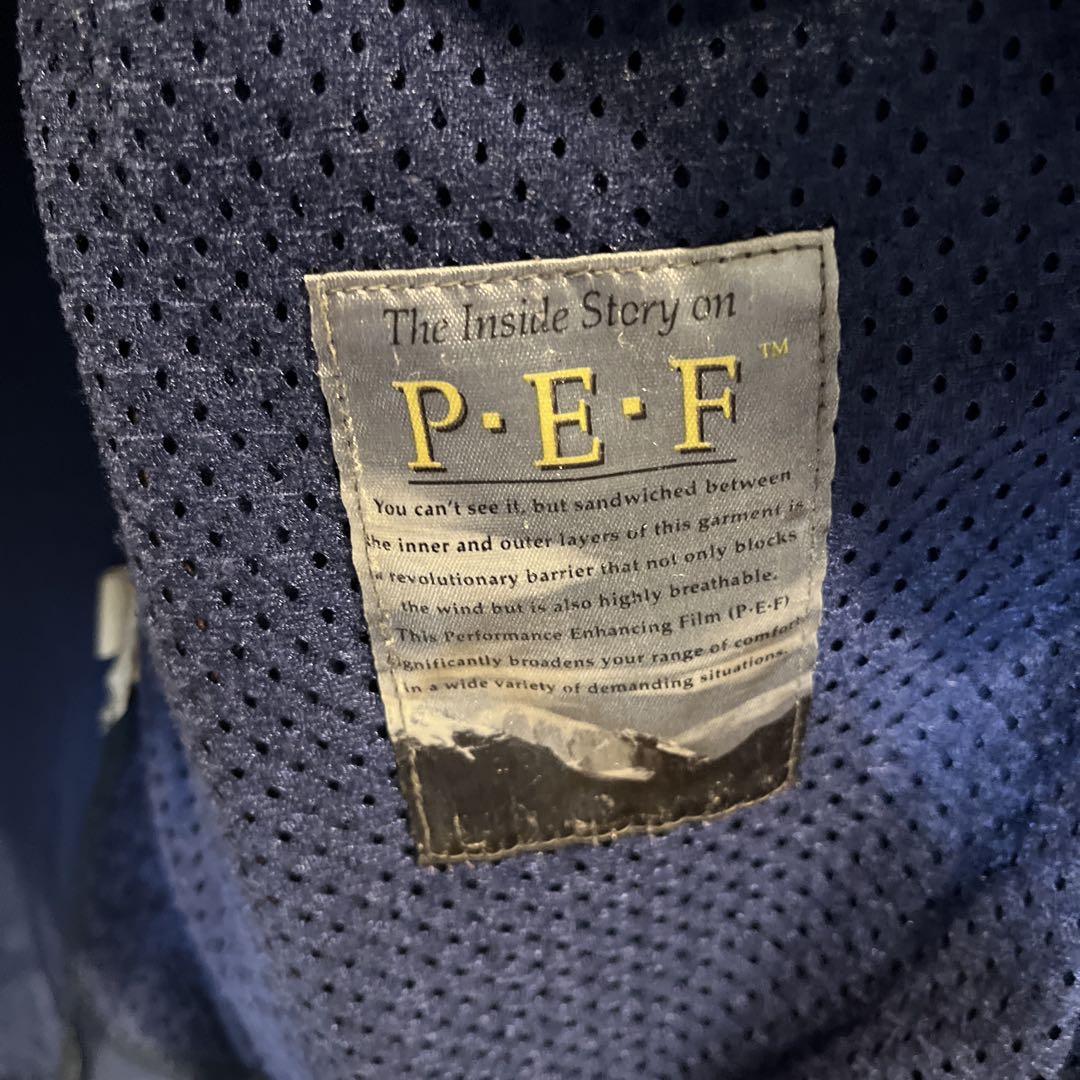 The Inside Story on
P·E·F™
You can't see it, but sandwiched between
the inner and outer layers of this garment is
a revolutionary barrier that not only blocks
the wind but is also highly breathable.
This Performance Enhancing Film (P·E·F)
significantly broadens your range of comfort
in a wide variety of demanding situations.